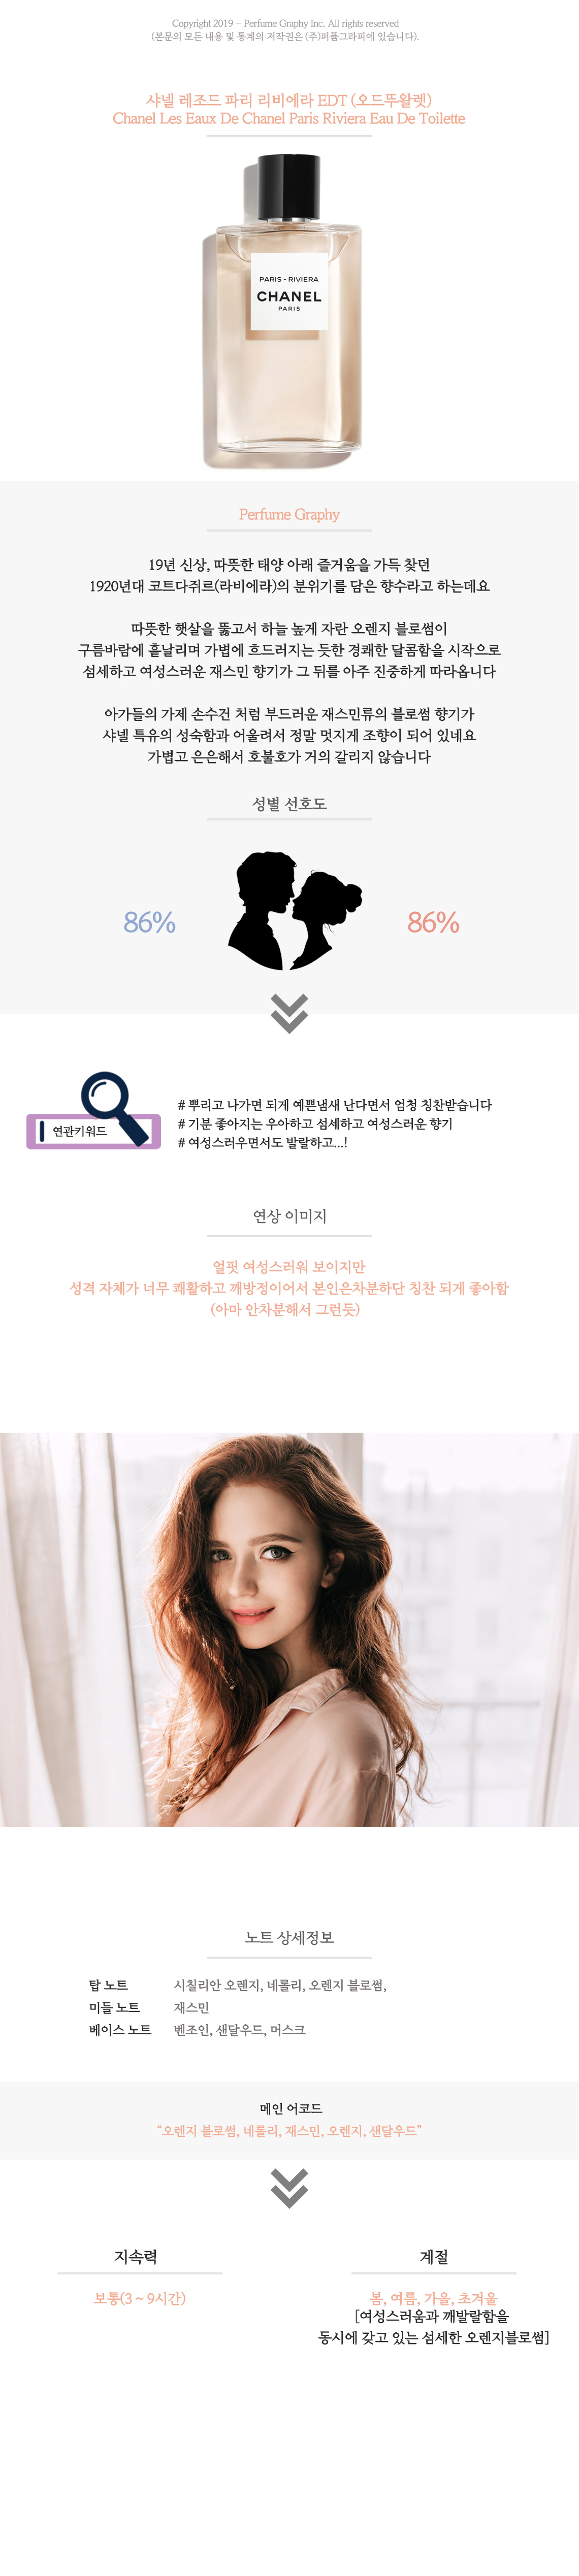 Copyright 2019 - Perfume Graphy Inc. All rights reserved
(본문의 모든 내용 및 통계의 저작권은 (주)퍼퓸그라피에 있습니다).
샤넬 레조드 파리 리비에라 EDT (오드뚜왈렛)
Chanel Les Eaux De Chanel Paris Riviera Eau De Toilette
PARIS - RIVIERA
CHANEL
PARIS
Perfume Graphy
19년 신상, 따뜻한 태양 아래 즐거움을 가득 찾던
1920년대 코트다쥐르(라비에라)의 분위기를 담은 향수라고 하는데요
따뜻한 햇살을 뚫고서 하늘 높게 자란 오렌지 블로썸이
구름바람에 흩날리며 가볍에 흐드러지는 듯한 경쾌한 달콤함을 시작으로
섬세하고 여성스러운 재스민 향기가 그 뒤를 아주 진중하게 따라옵니다
아가들의 가제 손수건 처럼 부드러운 재스민류의 블로썸 향기가
샤넬 특유의 성숙함과 어울려서 정말 멋지게 조향이 되어 있네요
가볍고 은은해서 호불호가 거의 갈리지 않습니다
성별 선호도
86%
86%
연관키워드
# 뿌리고 나가면 되게 예쁜냄새 난다면서 엄청 칭찬받습니다
# 기분 좋아지는 우아하고 섬세하고 여성스러운 향기
# 여성스러우면서도 발랄하고...!
연상 이미지
얼핏 여성스러워 보이지만
성격 자체가 너무 쾌활하고 깨방정이어서 본인은차분하단 칭찬 되게 좋아함
(아마 안차분해서 그런듯)
노트 상세정보
탑 노트 시칠리안 오렌지, 네롤리, 오렌지 블로썸,
미들 노트 재스민
베이스 노트 벤조인, 샌달우드, 머스크
메인 어코드
“오렌지 블로썸, 네롤리, 재스민, 오렌지, 샌달우드”
지속력
보통(3 ~ 9시간)
계절
봄, 여름, 가을, 초겨울
[여성스러움과 깨발랄함을
동시에 갖고 있는 섬세한 오렌지블로썸]